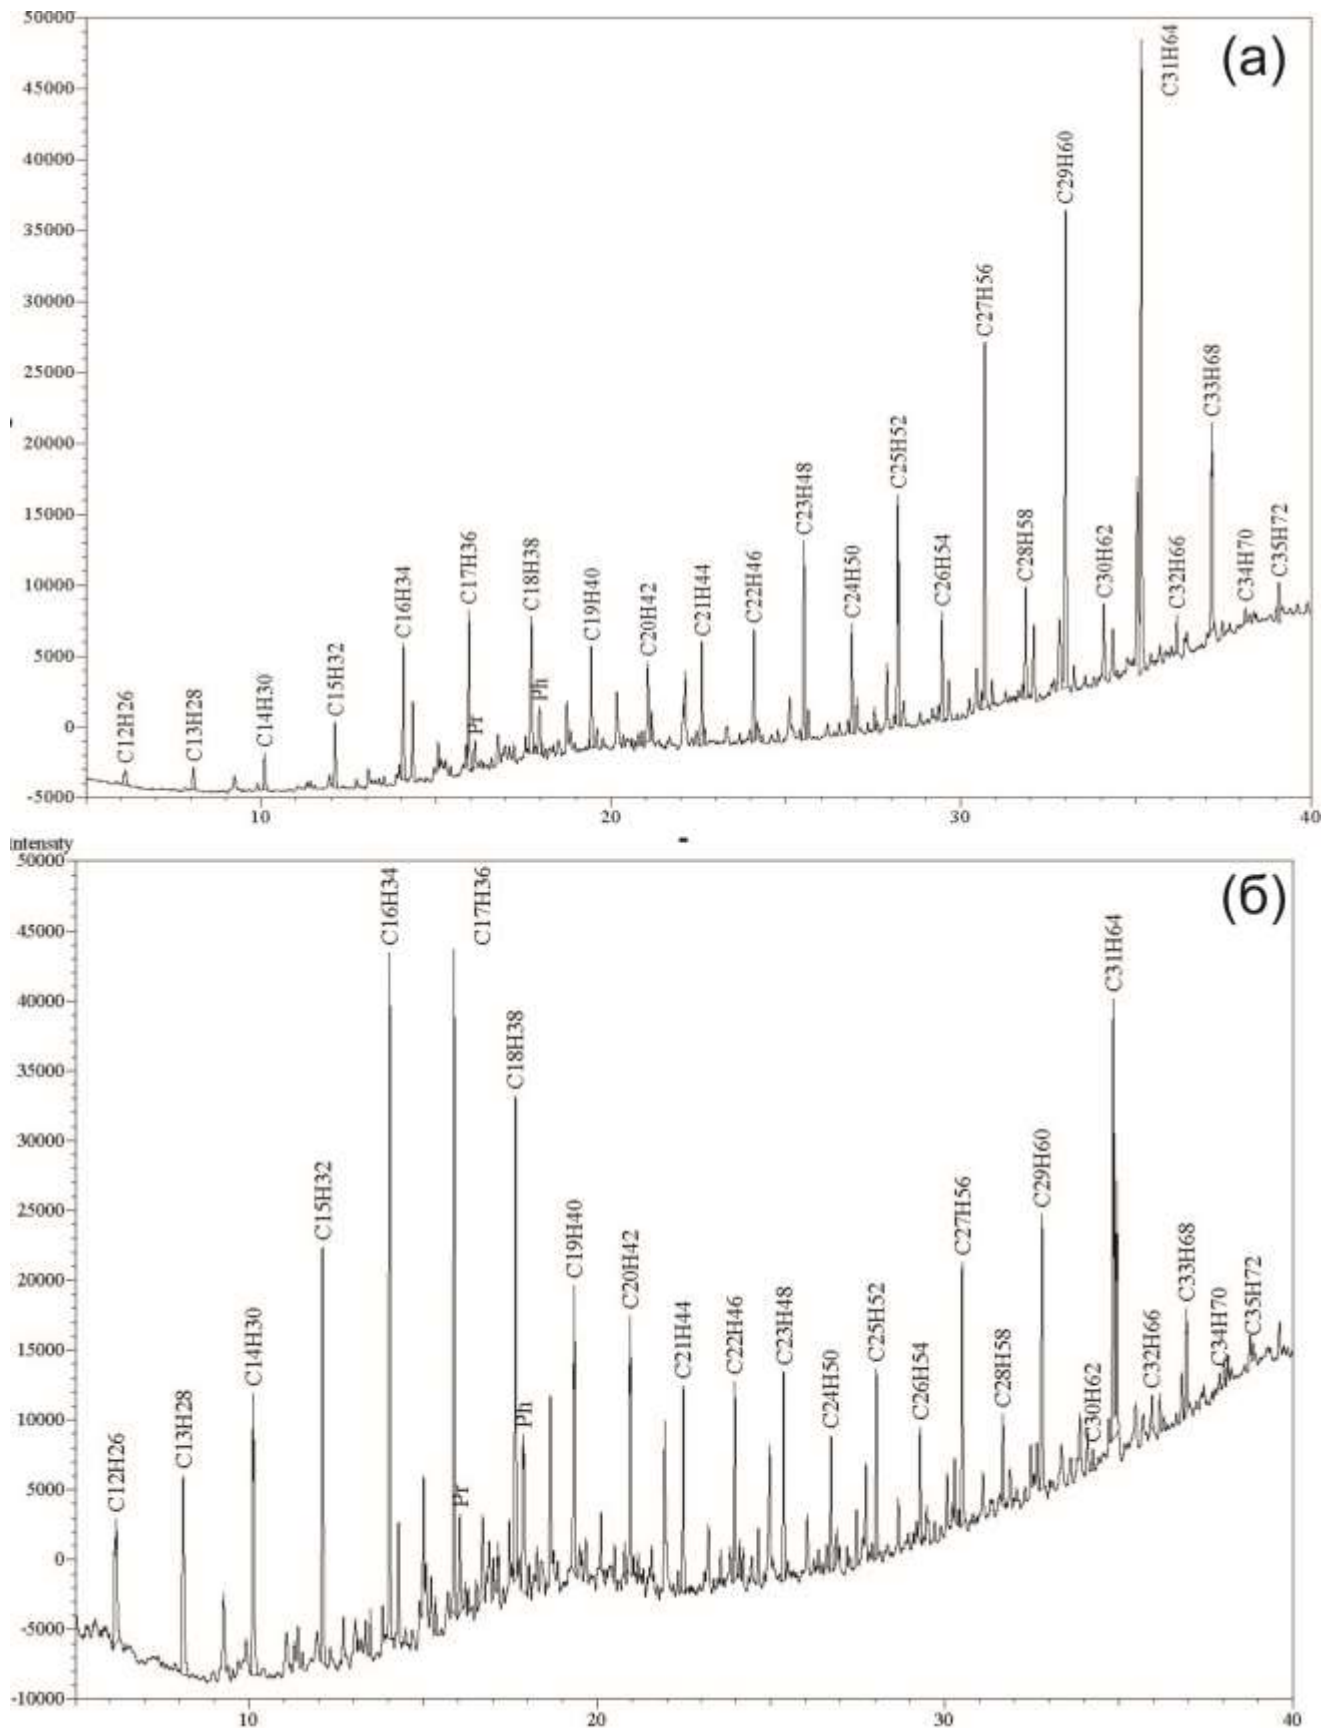 50000
(а)
C31H64
45000
40000
C29H60
35000
30000
C27H56
25000
C33H68
20000
C25H52
C23H48
15000
C28H58
C30H62
C35H72
C34H70
C32H66
C26H54
C24H50
C22H46
C21H44
C20H42
C19H40
C18H38
C17H36
C16H34
10000
5000
Ph
Pr
C15H32
C14H30
C13H28
C12H26
0
-5000
10 20 30 40
intensity
50000
(б)
C16H34
C17H36
45000
C31H64
40000
C18H38
35000
30000
C29H60
25000
C15H32
C19H40
C27H56
20000
C20H42
C33H68
C14H30
C21H44
C22H46
C23H48
C25H52
15000
C35H72
C34H70
C32H66
C28H58
C24H50
C26H54
C30H62
10000
Ph
C13H28
5000
Pr
C12H26
0
-5000
-10000
10 20 30 40